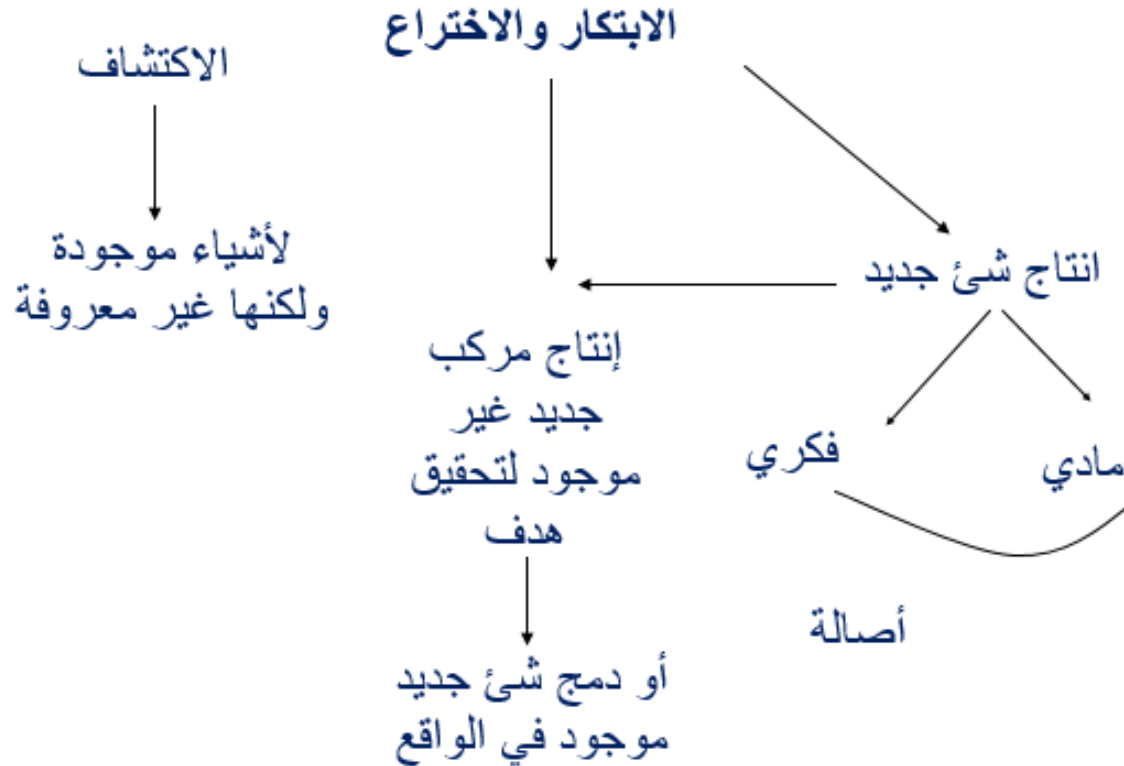 الابتكار والاختراع
الاكتشاف
انتاج شئ جديد
لأشياء موجودة
ولكنها غير معروفة
إنتاج مركب
جديد غير
موجود لتحقيق
هدف
مادي
فكري
أصالة
أو دمج شئ جديد
موجود في الواقع